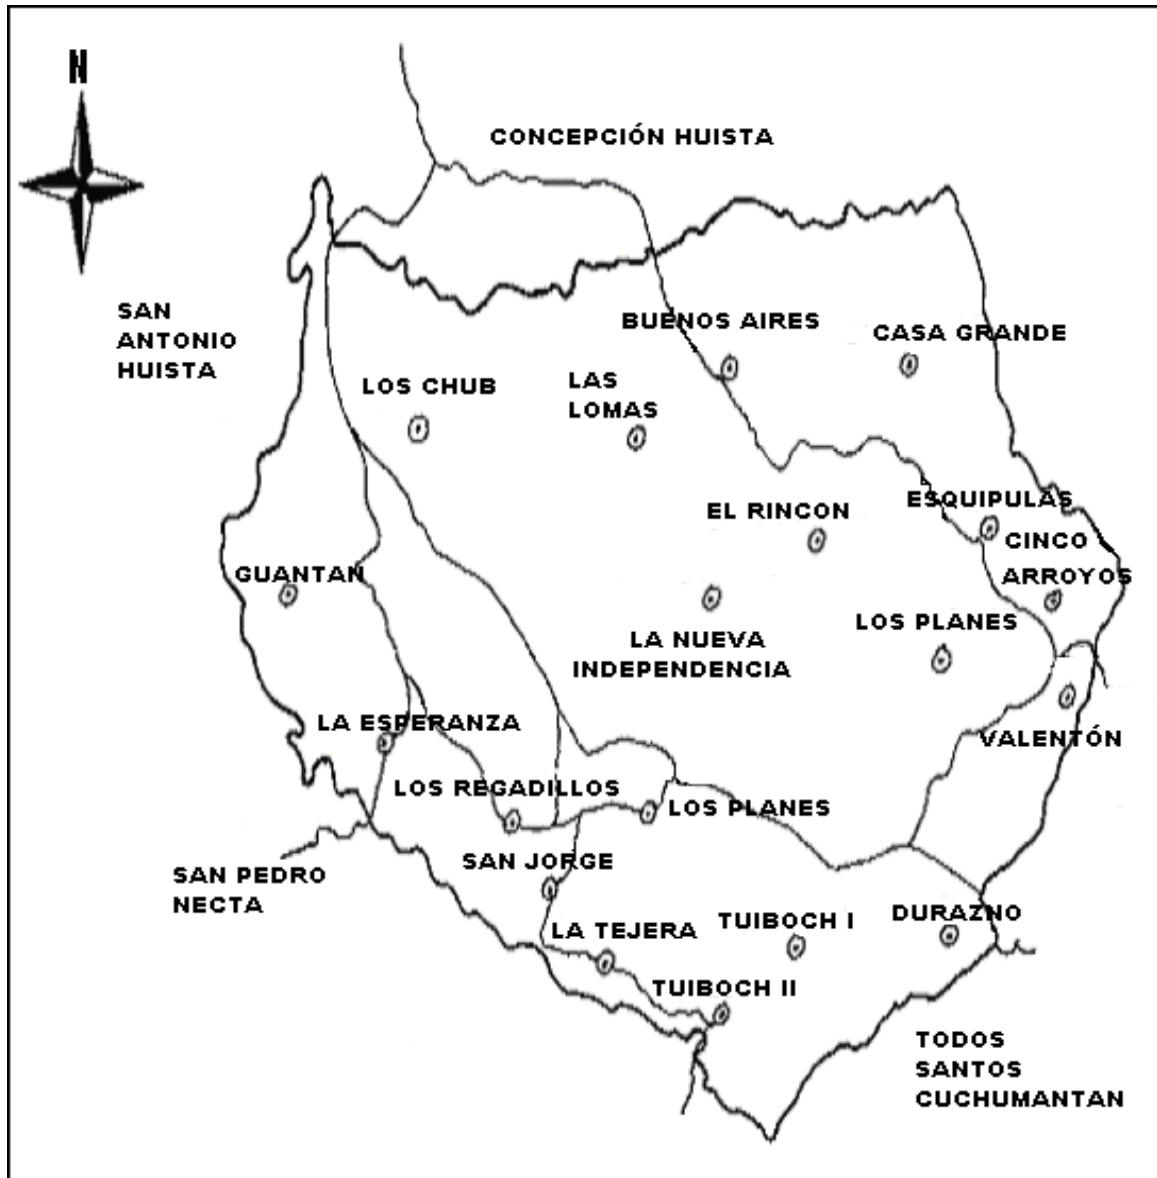 N
CONCEPCIÓN HUISTA
SAN
ANTONIO
HUISTA
BUENOS AIRES
CASA GRANDE
LOS CHUB
LAS
LOMAS
EL RINCON
ESQUIPULAS
CINCO
ARROYOS
GUANTAN
LOS PLANES
LA NUEVA
INDEPENDENCIA
LA ESPERANZA
VALENTÓN
LOS REGADILLOS
LOS PLANES
SAN JORGE
SAN PEDRO
NECTA
LA TEJERA
TUIBOCH I
DURAZNO
TUIBOCH II
TODOS
SANTOS
CUCHUMANTAN